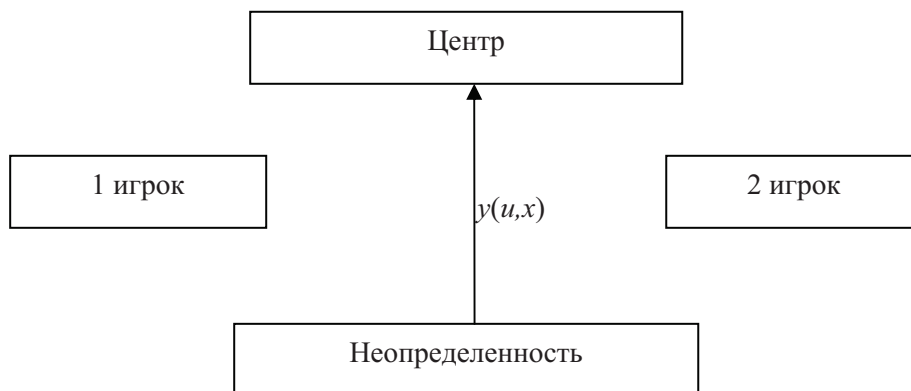 Центр
1 игрок
2 игрок
y(u,x)
Неопределенность